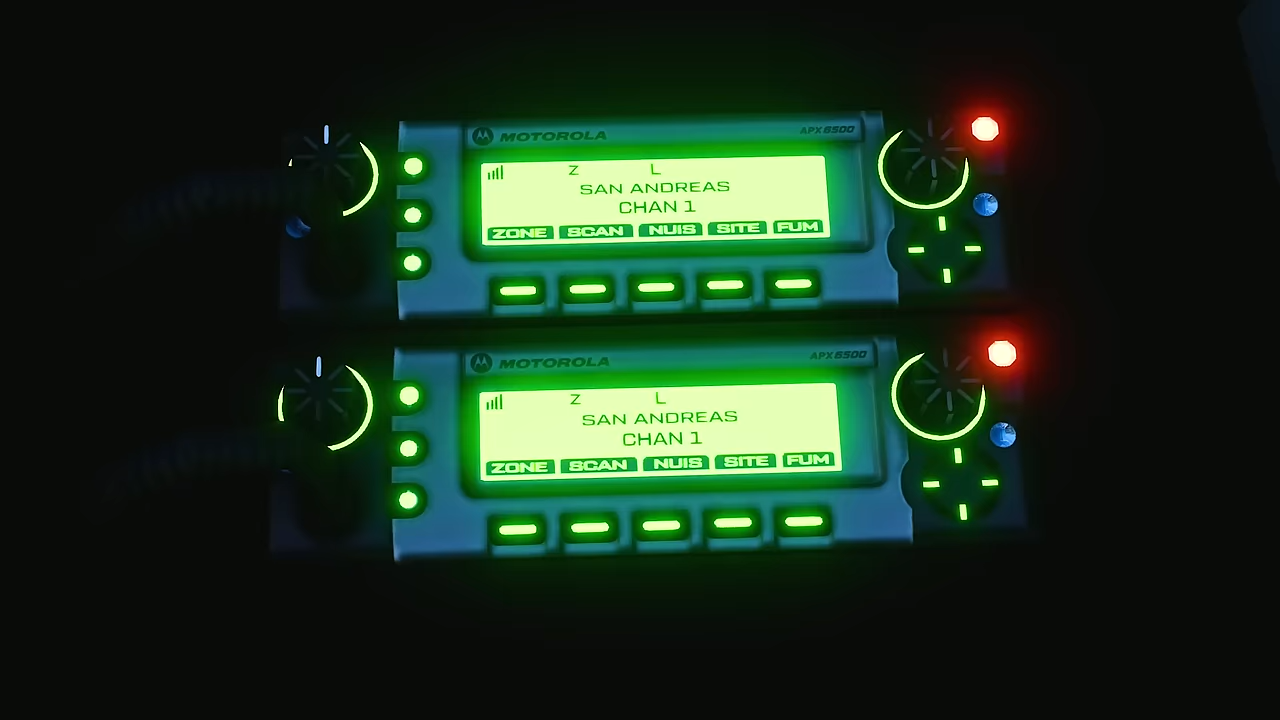 MOTOROLA APX 6500
Z L
SAN ANDREAS
CHAN 1
ZONE SCAN NUIS SITE FUM
MOTOROLA APX 6500
Z L
SAN ANDREAS
CHAN 1
ZONE SCAN NUIS SITE FUM